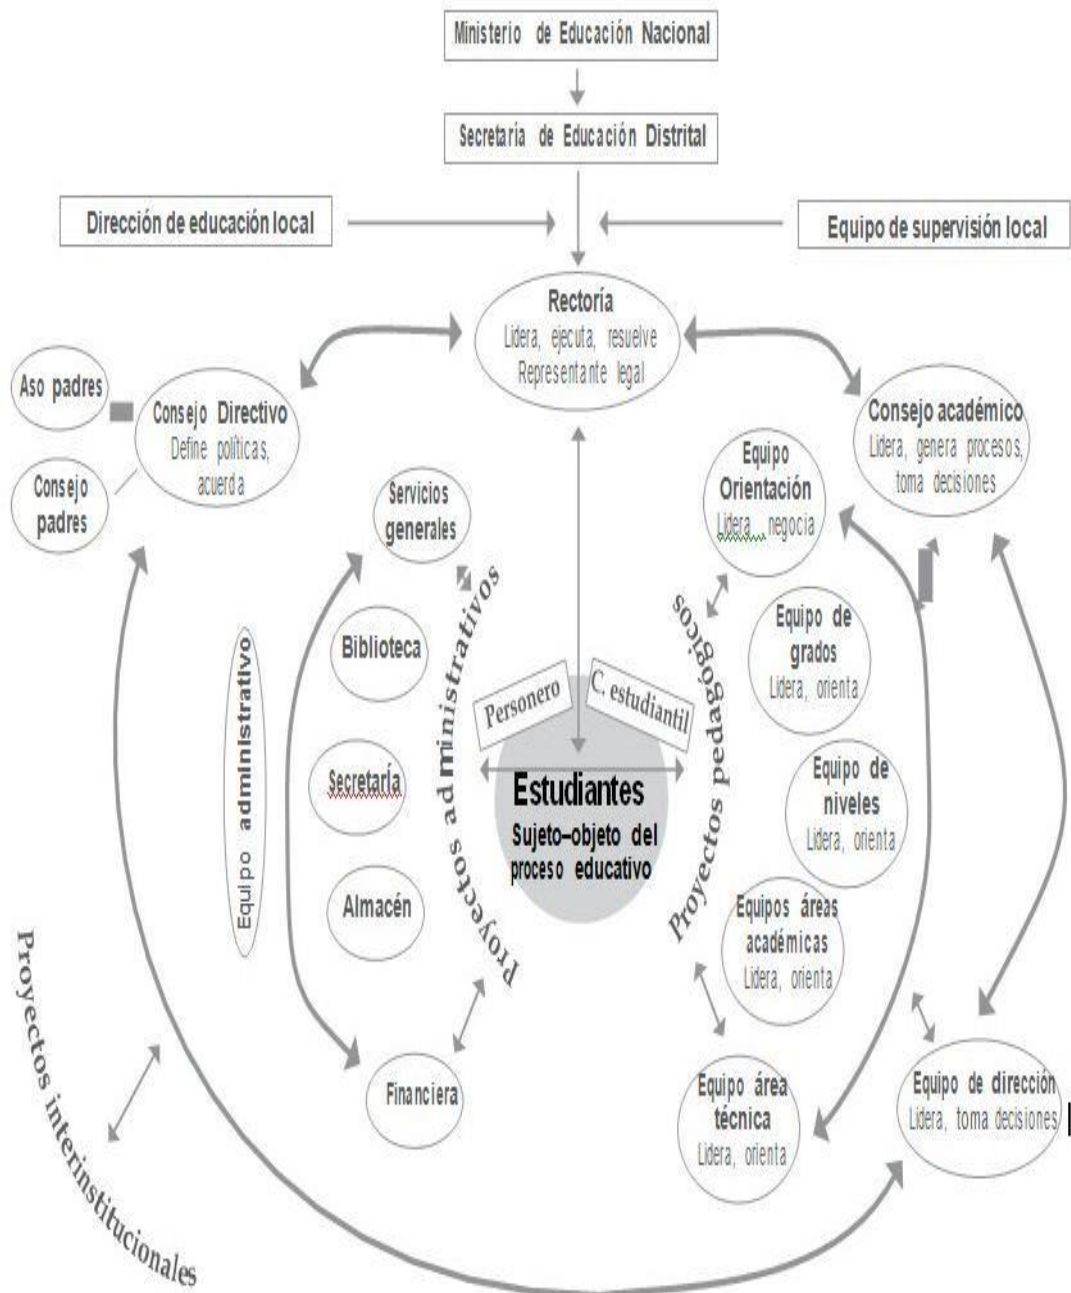 Ministerio de Educación Nacional
Secretaría de Educación Distrital
Dirección de educación local
Equipo de supervisión local
Rectoría
Lidera, ejecuta, resuelve
Representante legal
Aso padres
Consejo
padres
Consejo Directivo
Define políticas,
acuerda
Consejo académico
Lidera, genera procesos,
toma decisiones
Servicios
generales
Biblioteca
Secretaría
Almacén
Financiera
Equipo administrativo
Proyectos administrativos
Personero
C. estudiantil
Estudiantes
Sujeto–objeto del
proceso educativo
Proyectos pedagógicos
Equipo
Orientación
Lidera, negocia
Equipo de
grados
Lidera, orienta
Equipo de
niveles
Lidera, orienta
Equipos áreas
académicas
Lidera, orienta
Equipo área
técnica
Lidera, orienta
Equipo de dirección
Lidera, toma decisiones
Proyectos interinstitucionales